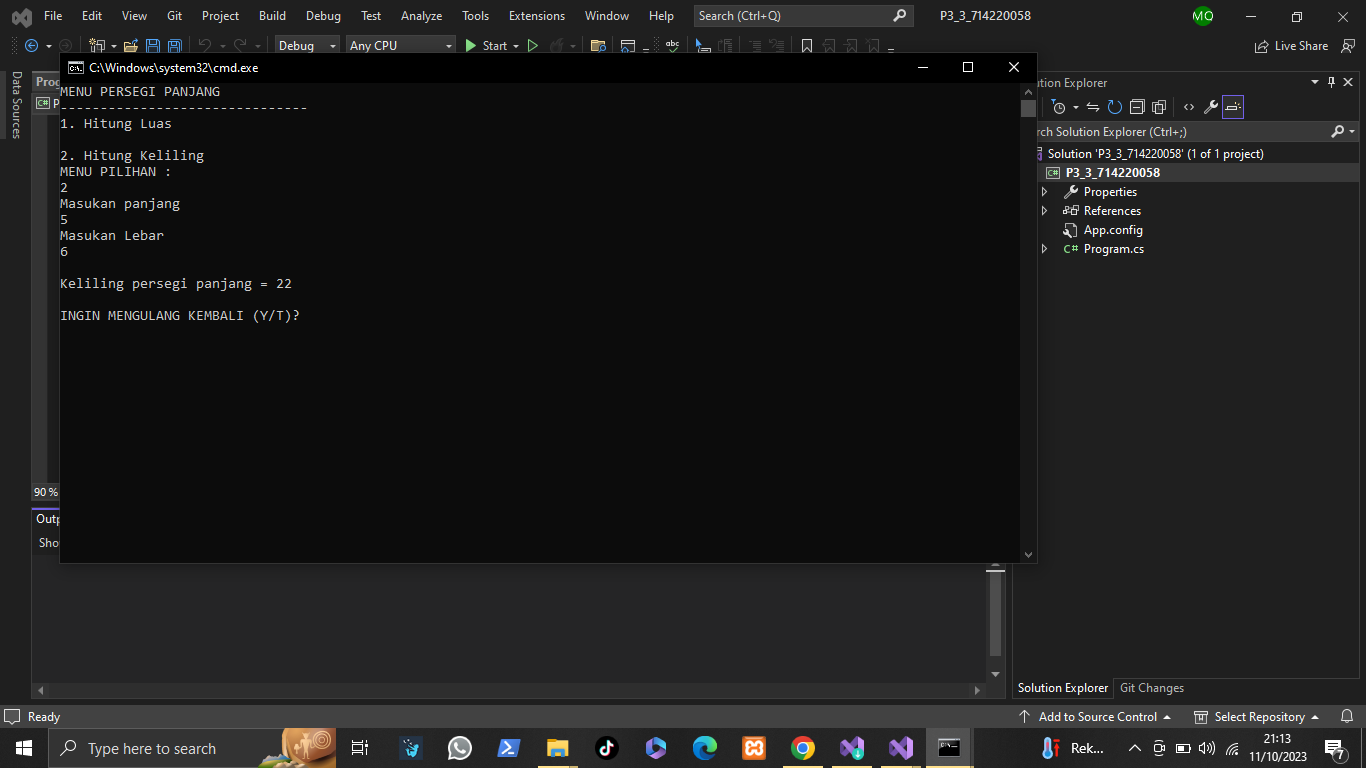 File Edit View Git Project Build Debug Test Analyze Tools Extensions Window Help Search (Ctrl+Q) P3_3_714220058 MO
Debug Any CPU Start Live Share
C:\Windows\system32\cmd.exe
Data Sources
MENU PERSEGI PANJANG
-------------------------------
1. Hitung Luas
2. Hitung Keliling
MENU PILIHAN :
2
Masukan panjang
5
Masukan Lebar
6
Keliling persegi panjang = 22
INGIN MENGULANG KEMBALI (Y/T)?
90 %
Outp
Sho
ution Explorer
rch Solution Explorer (Ctrl+;)
Solution 'P3_3_714220058' (1 of 1 project)
C# P3_3_714220058
Properties
References
App.config
C# Program.cs
Solution Explorer Git Changes
Ready Add to Source Control Select Repository
Type here to search Rek... 21:13
11/10/2023 7